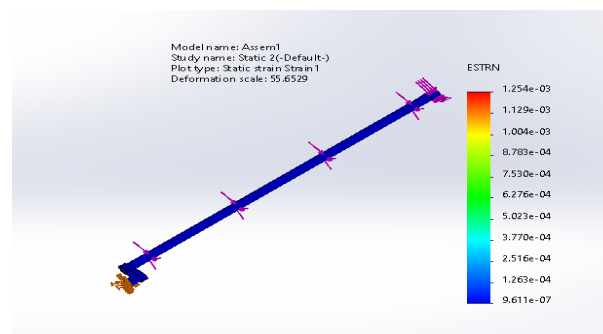 Model name: Assem1
Study name: Static 2(-Default-)
Plot type: Static strain Strain1
Deformation scale: 55.6529
ESTRN
1.254e-03
1.129e-03
1.004e-03
8.783e-04
7.530e-04
6.276e-04
5.023e-04
3.770e-04
2.516e-04
1.263e-04
9.611e-07